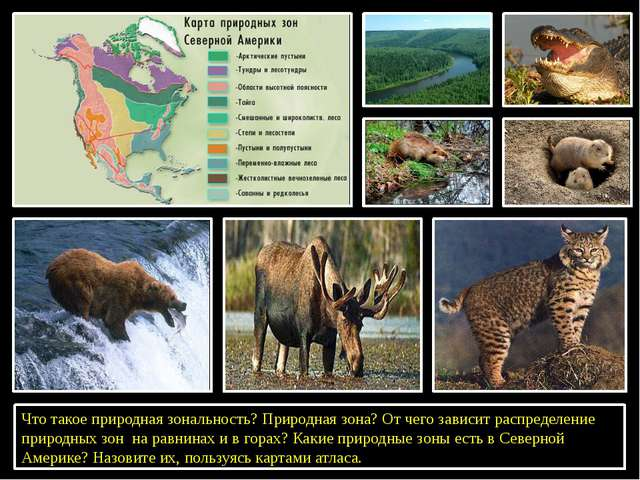 Карта природных зон
Северной Америки
-Арктические пустыни
-Тундры и лесотундры
-Области высотной поясности
-Тайга
-Смешанные и широколиств. леса
-Степи и лесостепи
-Пустыни и полупустыни
-Переменно-влажные леса
-Жестколистные вечнозеленые леса
-Саванны и редколесья
Что такое природная зональность? Природная зона? От чего зависит распределение
природных зон на равнинах и в горах? Какие природные зоны есть в Северной
Америке? Назовите их, пользуясь картами атласа.